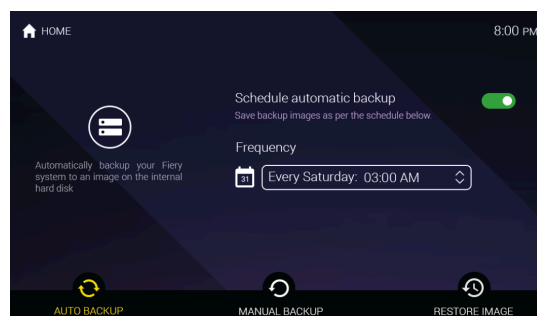 HOME
8:00 PM
Schedule automatic backup
Save backup images as per the schedule below
Frequency
31
Every Saturday: 03:00 AM
Automatically backup your Fiery
system to an image on the internal
hard disk
AUTO BACKUP
MANUAL BACKUP
RESTORE IMAGE